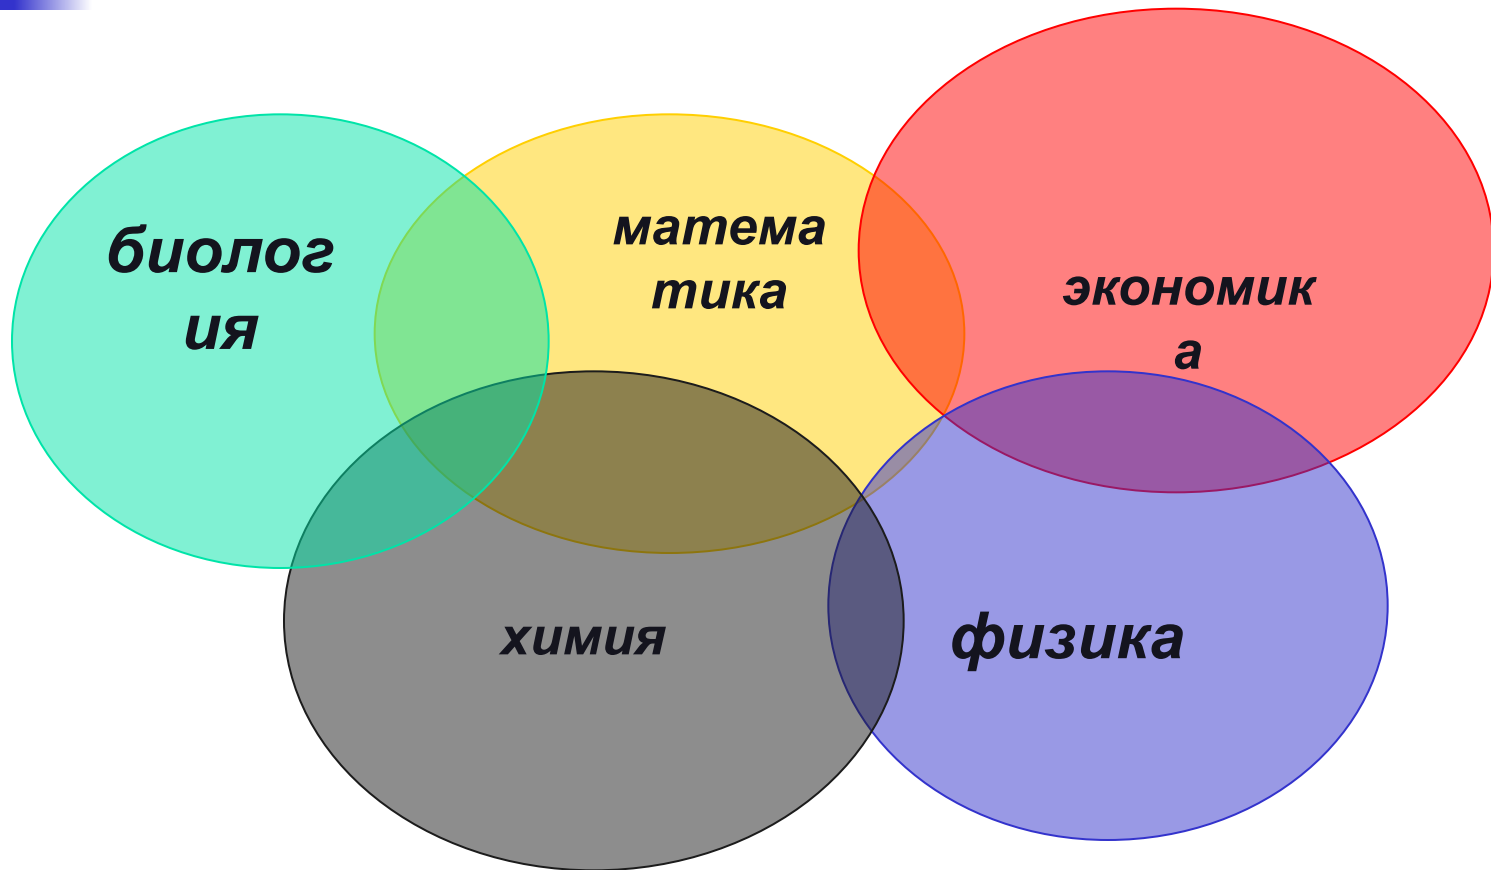 биолог
ия
матема
тика
экономик
а
химия
физика